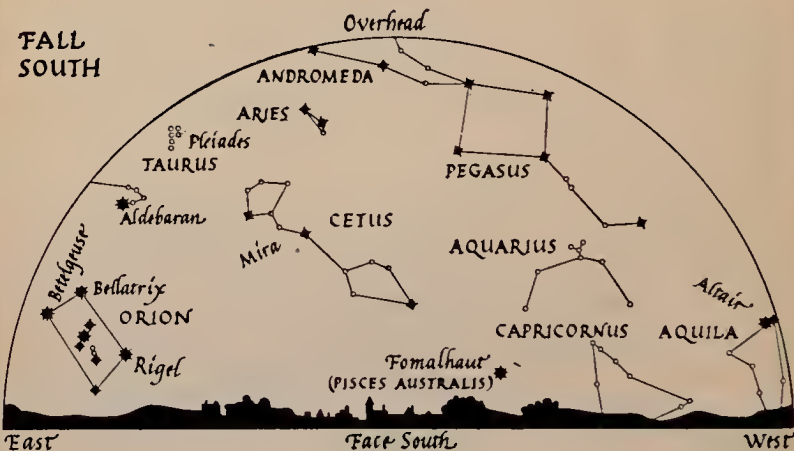 Overhead
FALL
SOUTH
ANDROMEDA
ARIES
Pleiades
TAURUS
PEGASUS
Aldebaran
CETUS
Mira
AQUARIUS
Betelgeuse
Bellatrix
ORION
Rigel
Altair
CAPRICORNUS
AQUILA
Fomalhaut
(PISCES AUSTRALIS)
East
Face South
West